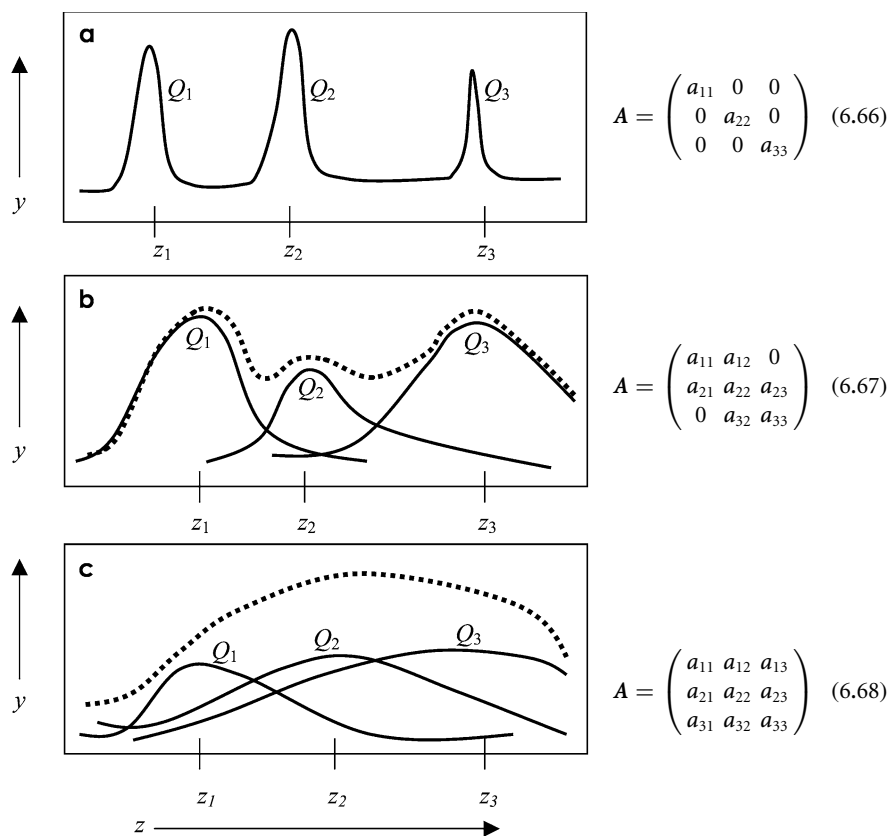 a
Q₁ Q₂ Q₃
y
z₁ z₂ z₃
A = ( a₁₁ 0 0
0 a₂₂ 0 (6.66)
0 0 a₃₃ )
b
Q₁ Q₂ Q₃
y
z₁ z₂ z₃
A = ( a₁₁ a₁₂ 0
a₂₁ a₂₂ a₂₃ (6.67)
0 a₃₂ a₃₃ )
c
Q₁ Q₂ Q₃
y
z₁ z₂ z₃
z
A = ( a₁₁ a₁₂ a₁₃
a₂₁ a₂₂ a₂₃ (6.68)
a₃₁ a₃₂ a₃₃ )